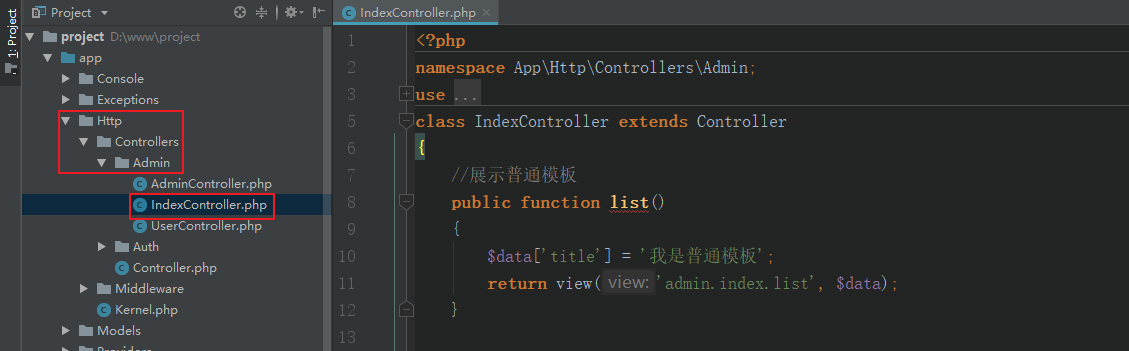 1: Project
Project
project D:\www\project
app
Console
Exceptions
Http
Controllers
Admin
AdminController.php
IndexController.php
UserController.php
Auth
Controller.php
Middleware
Kernel.php
Models
Providers
IndexController.php
1 <?php
2 namespace App\Http\Controllers\Admin;
3 use ...
5 class IndexController extends Controller
6 {
7 //展示普通模板
8 public function list()
9 {
10 $data['title'] = '我是普通模板';
11 return view( view: 'admin.index.list', $data);
12 }
13